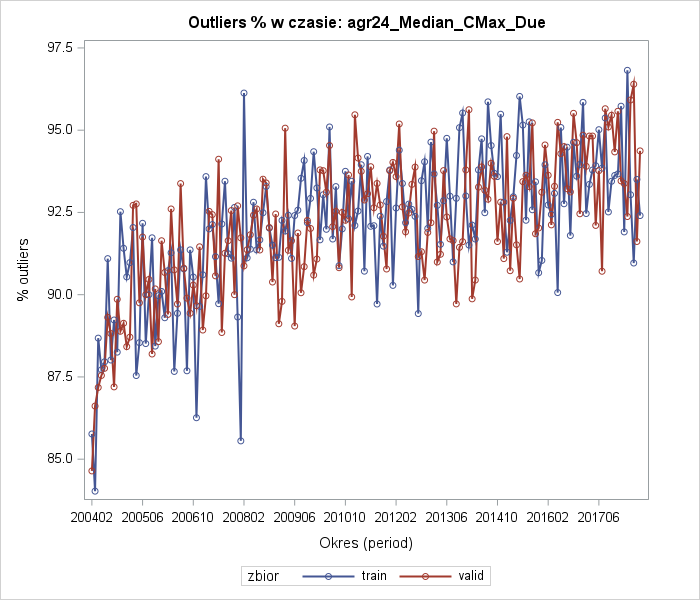 Outliers % w czasie: agr24_Median_CMax_Due
97.5
95.0
92.5
90.0
87.5
85.0
% outliers
200402 200506 200610 200802 200906 201010 201202 201306 201410 201602 201706
Okres (period)
zbior train valid